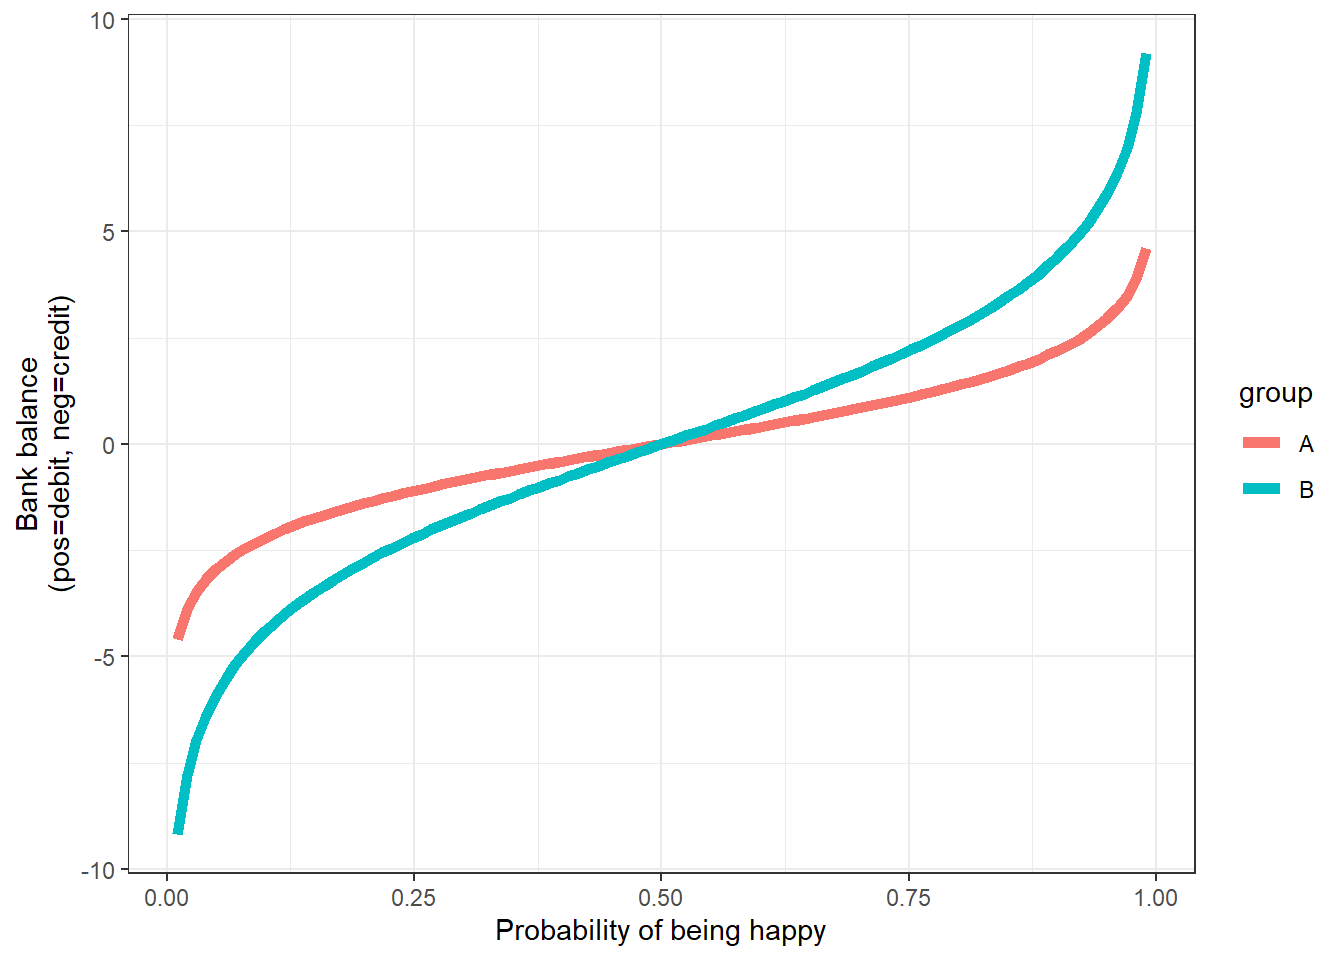 10
5
0
-5
-10
Bank balance
(pos=debit, neg=credit)
0.00
0.25
0.50
0.75
1.00
Probability of being happy
group
A
B